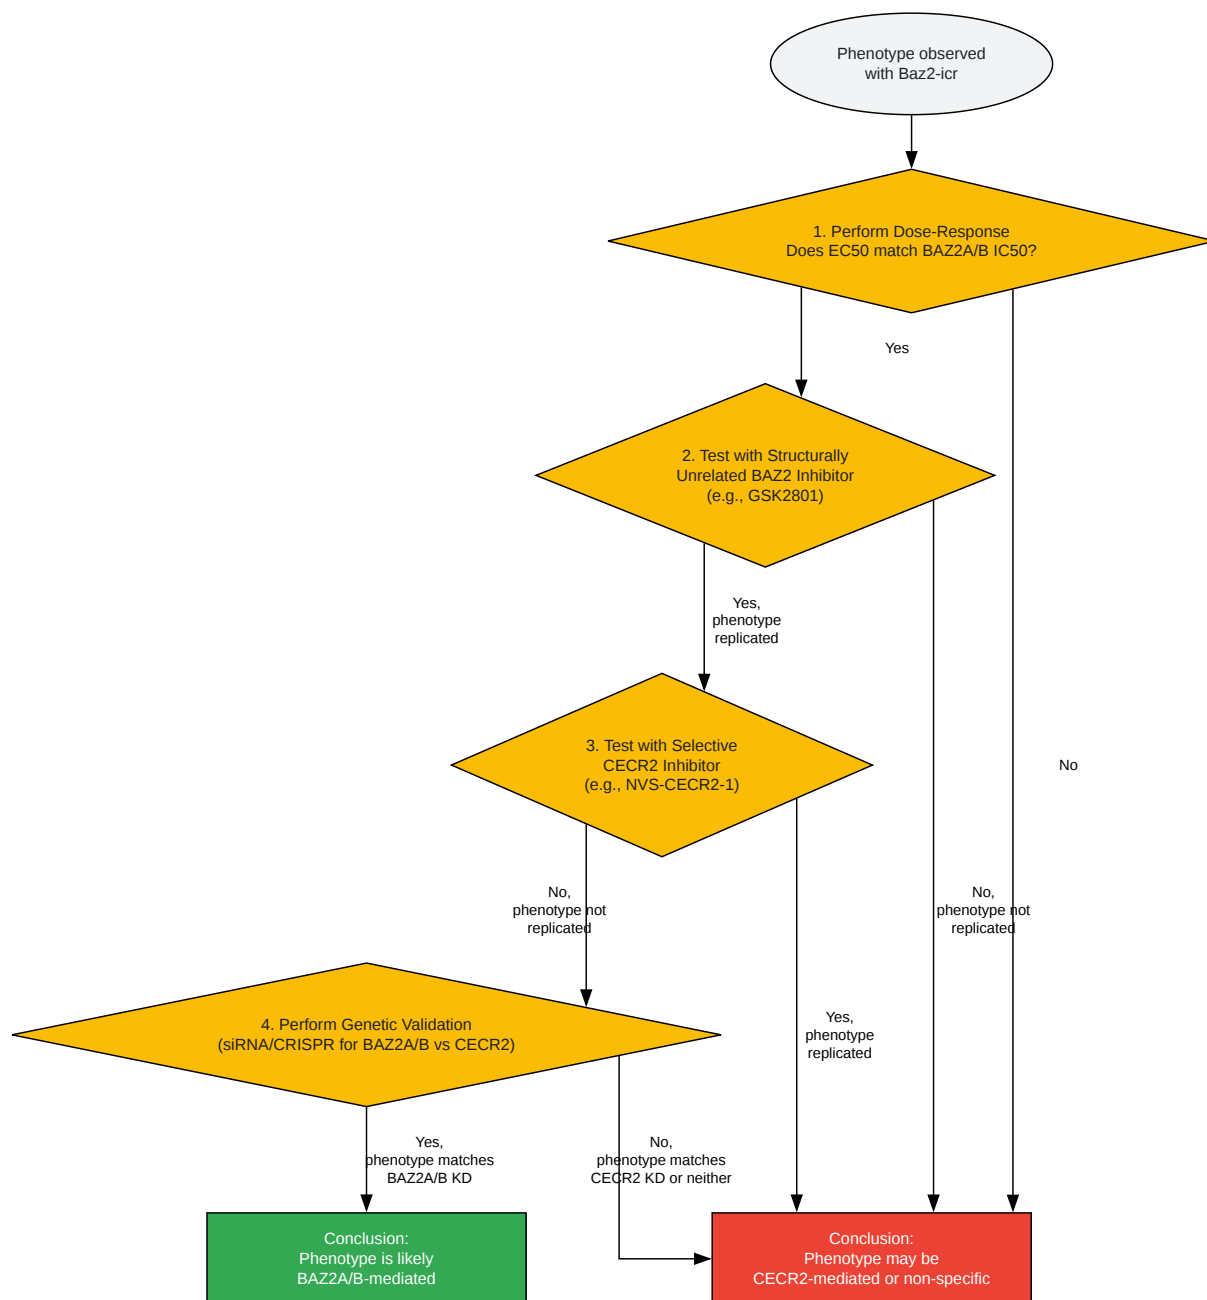 Phenotype observed
with Baz2-icr
1. Perform Dose-Response
Does EC50 match BAZ2A/B IC50?
Yes
2. Test with Structurally
Unrelated BAZ2 Inhibitor
(e.g., GSK2801)
Yes,
phenotype
replicated
3. Test with Selective
CECR2 Inhibitor
(e.g., NVS-CECR2-1)
No
No,
phenotype not
replicated
No,
phenotype not
replicated
4. Perform Genetic Validation
(siRNA/CRISPR for BAZ2A/B vs CECR2)
Yes,
phenotype
replicated
Yes,
phenotype matches
BAZ2A/B KD
No,
phenotype matches
CECR2 KD or neither
Conclusion:
Phenotype is likely
BAZ2A/B-mediated
Conclusion:
Phenotype may be
CECR2-mediated or non-specific